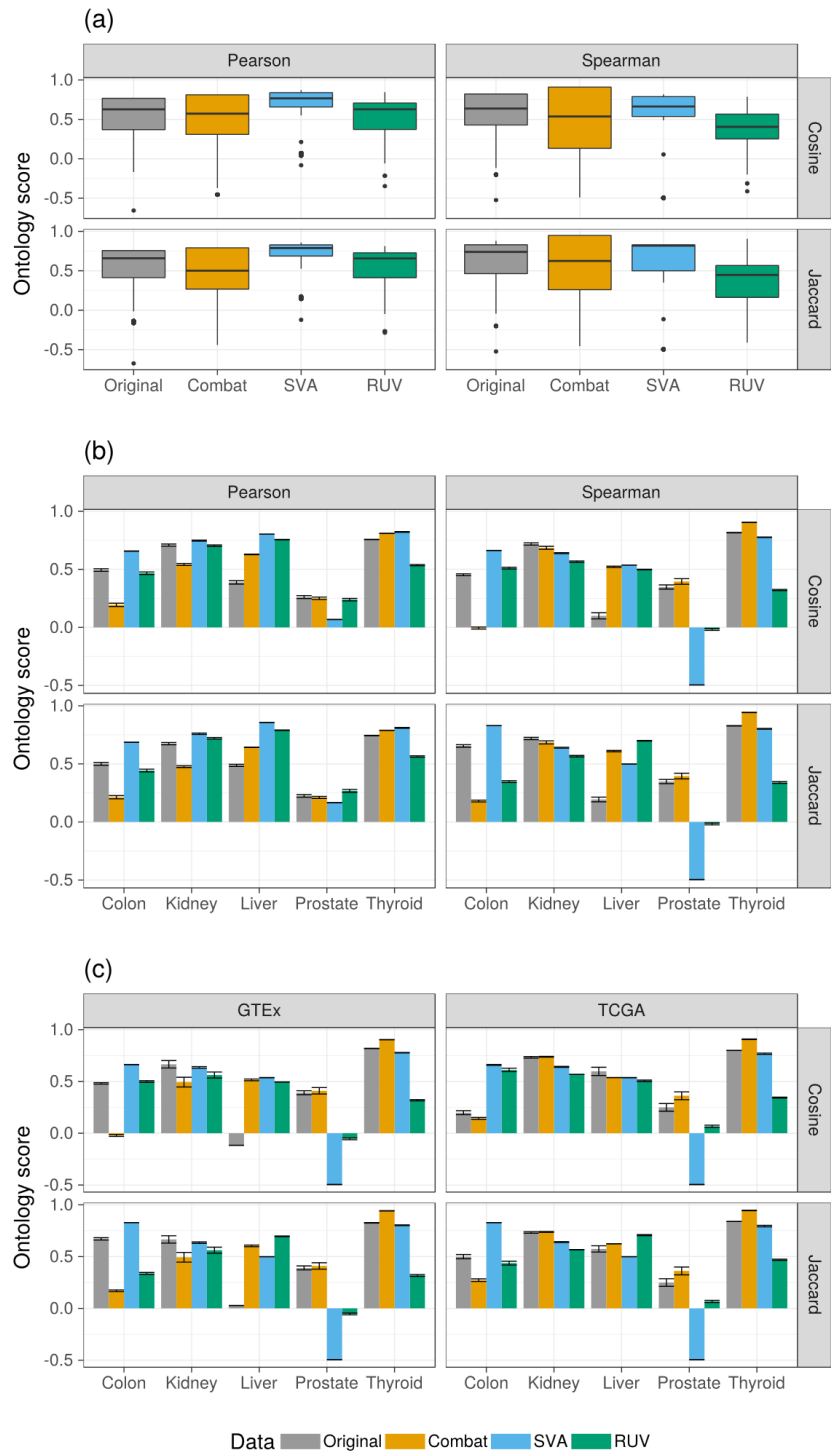 (a)
Pearson
Spearman
Ontology score
1.0
0.5
0.0
-0.5
Cosine
1.0
0.5
0.0
-0.5
Jaccard
Original Combat SVA RUV
Original Combat SVA RUV
(b)
Pearson
Spearman
Ontology score
1.0
0.5
0.0
-0.5
Cosine
1.0
0.5
0.0
-0.5
Jaccard
Colon Kidney Liver Prostate Thyroid
Colon Kidney Liver Prostate Thyroid
(c)
GTEx
TCGA
Ontology score
1.0
0.5
0.0
-0.5
Cosine
1.0
0.5
0.0
-0.5
Jaccard
Colon Kidney Liver Prostate Thyroid
Colon Kidney Liver Prostate Thyroid
Data Original Combat SVA RUV